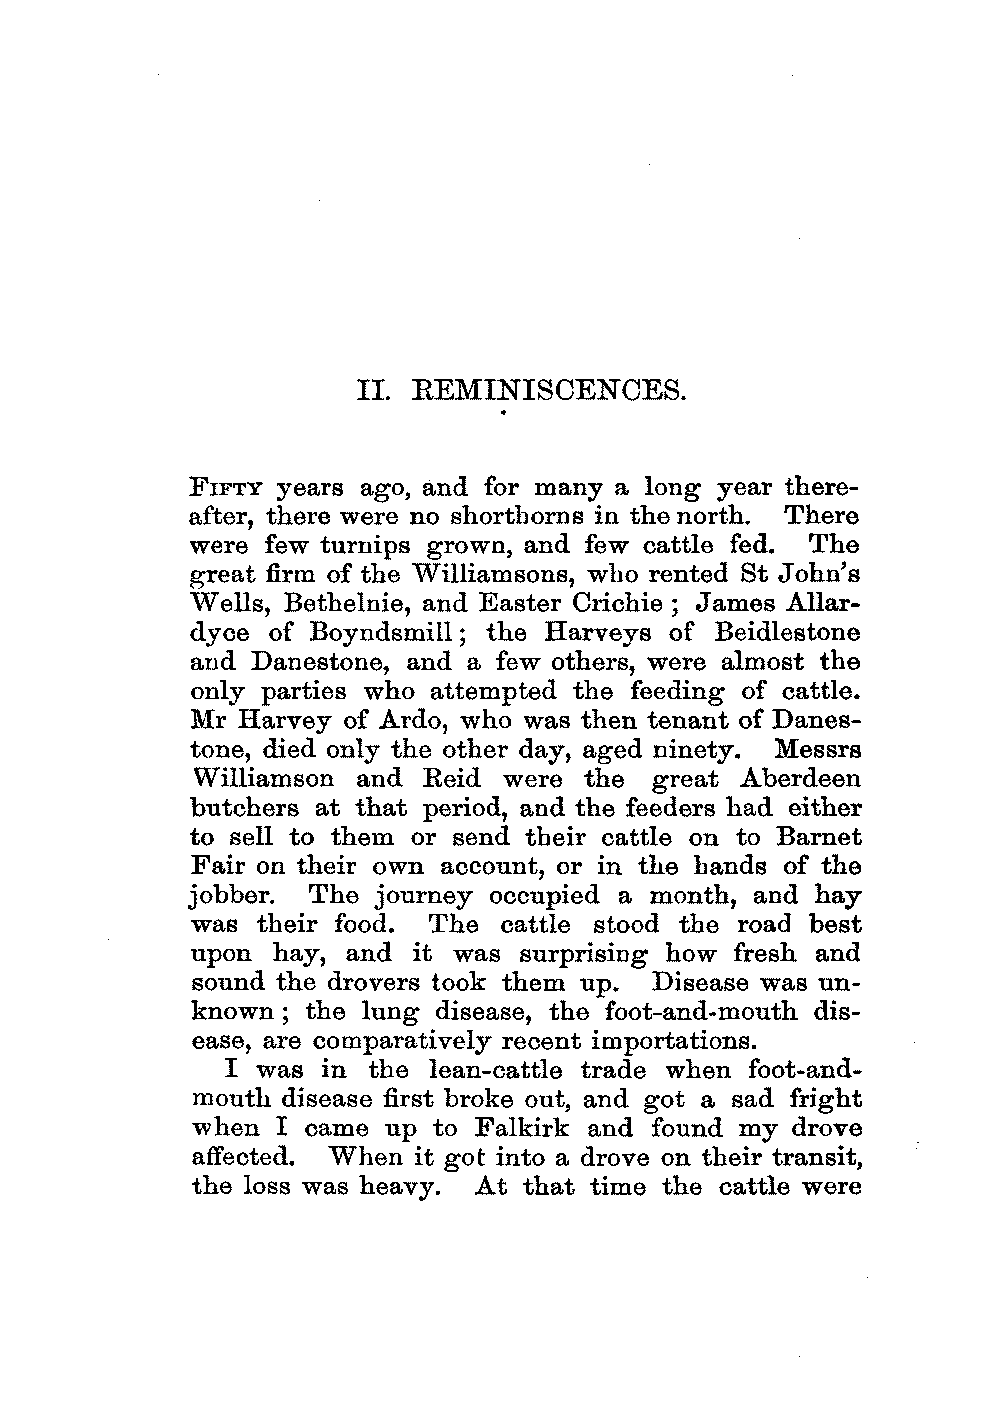 II. REMINISCENCES.
FIFTY years ago, and for many a long year there-
after, there were no shorthorns in the north. There
were few turnips grown, and few cattle fed. The
great firm of the Williamsons, who rented St John's
Wells, Bethelnie, and Easter Crichie ; James Allar-
dyce of Boyndsmill ; the Harveys of Beidlestone
and Danestone, and a few others, were almost the
only parties who attempted the feeding of cattle.
Mr Harvey of Ardo, who was then tenant of Danes-
tone, died only the other day, aged ninety. Messrs
Williamson and Reid were the great Aberdeen
butchers at that period, and the feeders had either
to sell to them or send their cattle on to Barnet
Fair on their own account, or in the hands of the
jobber. The journey occupied a month, and hay
was their food. The cattle stood the road best
upon hay, and it was surprising how fresh and
sound the drovers took them up. Disease was un-
known ; the lung disease, the foot-and-mouth dis-
ease, are comparatively recent importations.
I was in the lean-cattle trade when foot-and-
mouth disease first broke out, and got a sad fright
when I came up to Falkirk and found my drove
affected. When it got into a drove on their transit,
the loss was heavy. At that time the cattle were